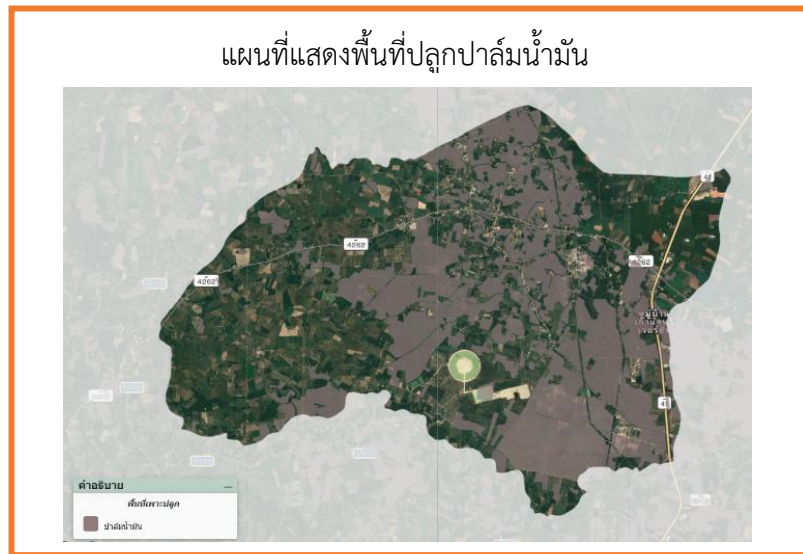 แผนที่แสดงพื้นที่ปลูกปาล์มน้ำมัน
41
4262
4262
4262
41
คำอธิบาย
พื้นที่เพาะปลูก
ปาล์มน้ำมัน